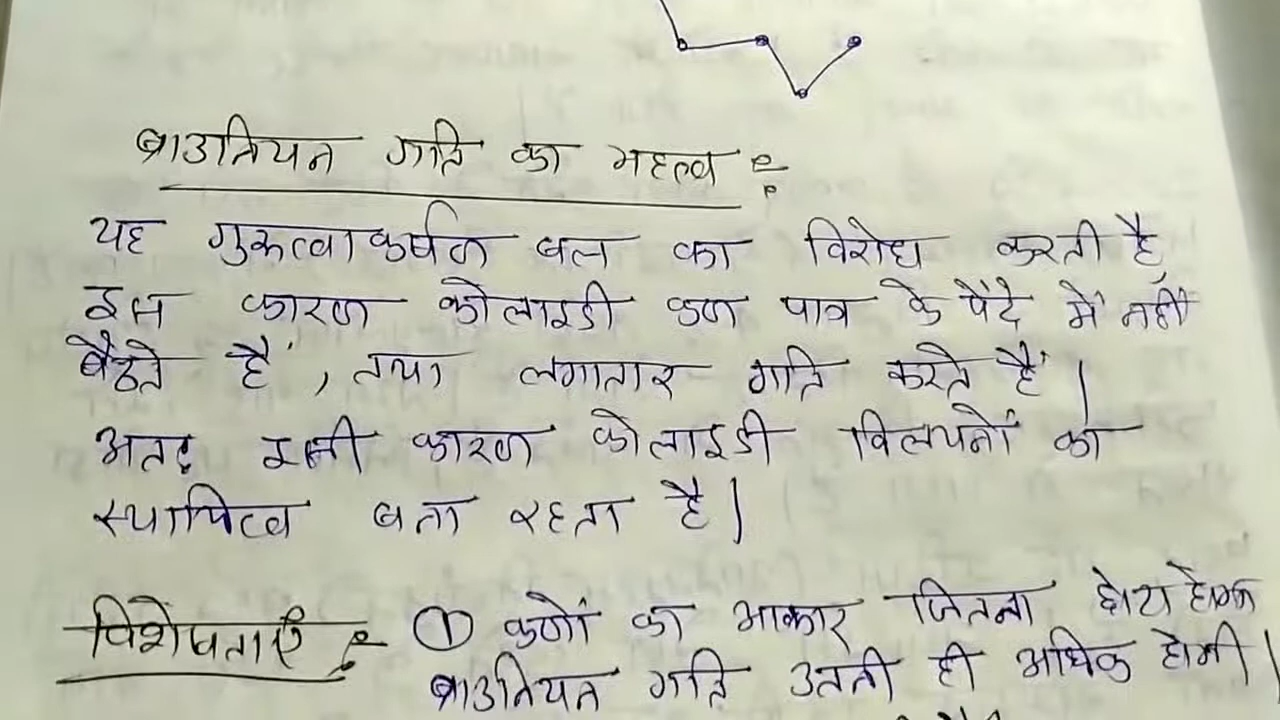 ब्राउनियन गति का महत्व :-
यह गुरुत्वाकर्षण बल का विरोध करती है,
इस कारण कोलाइडी कण पात्र के पेंदे में नहीं
बैठते हैं , तथा लगातार गति करते हैं |
अतः इसी कारण कोलाइडी विलयनों का
स्थायित्व बना रहता है |
विशेषताएँ :- ① कणों का आकार जितना छोटा होगा
ब्राउनियन गति उतनी ही अधिक होगी |